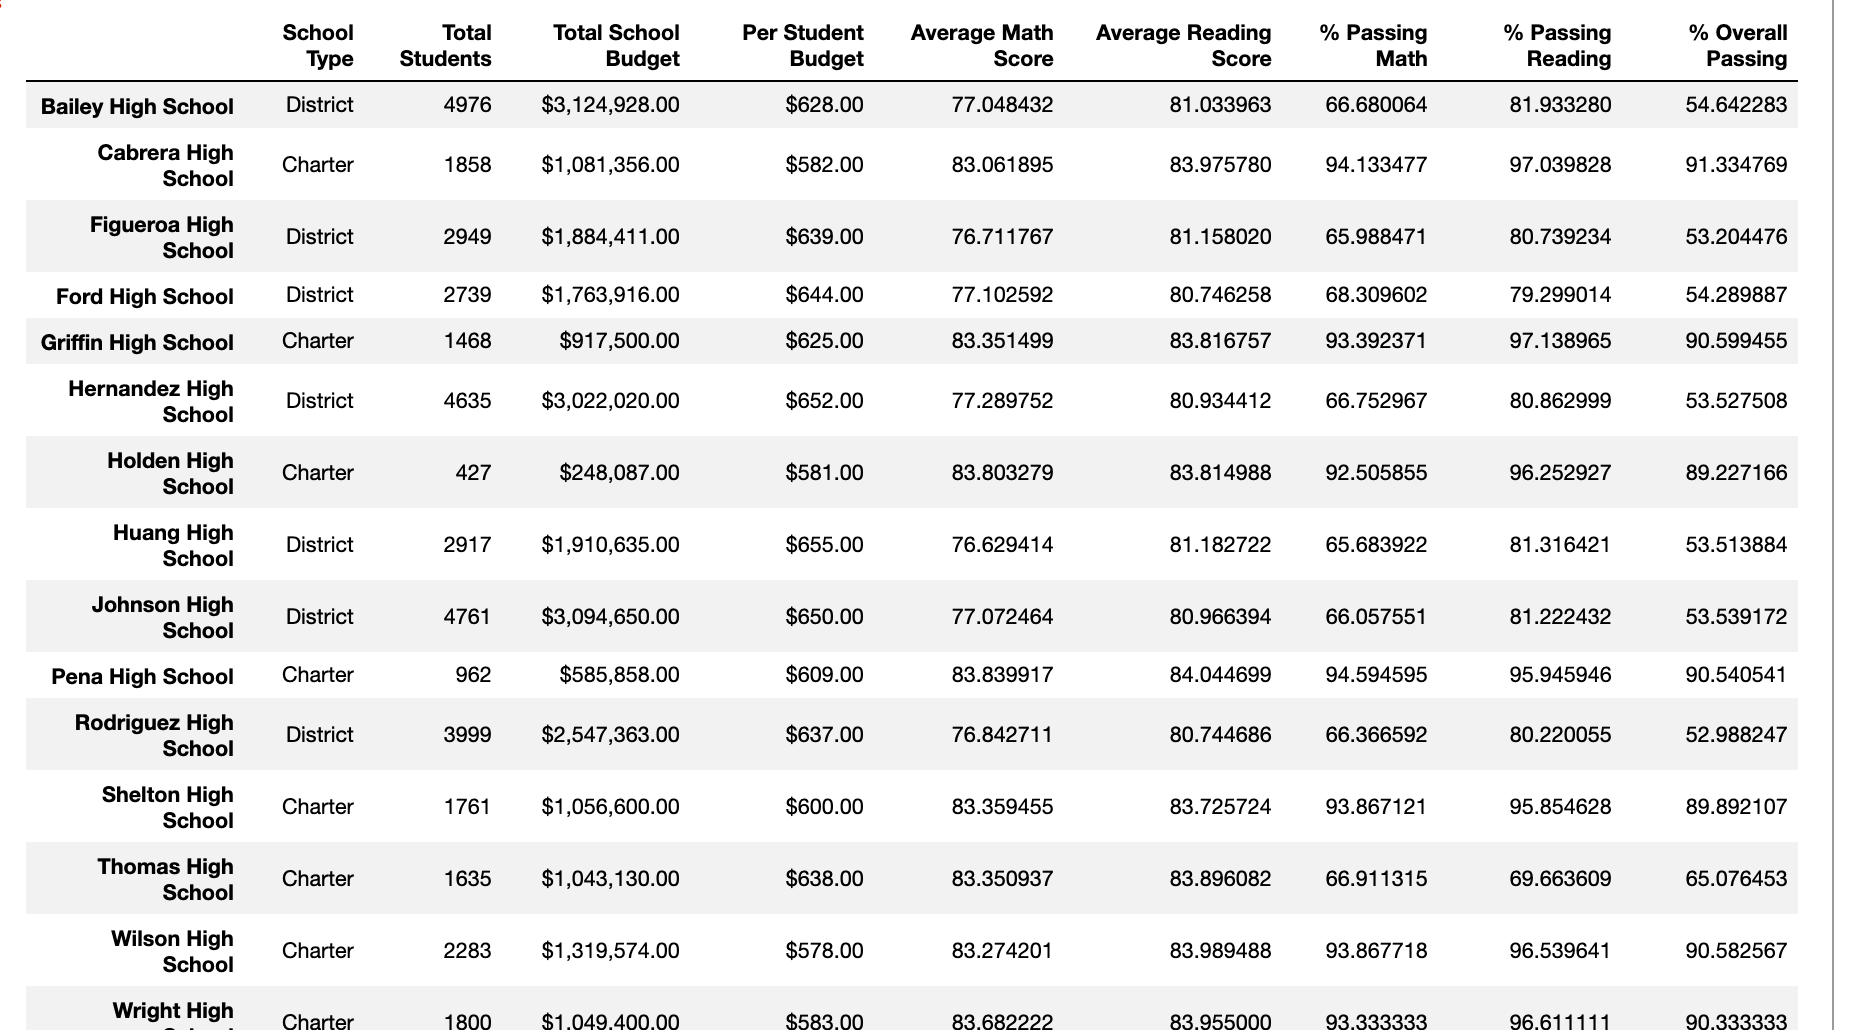 School Type Total Students Total School Budget Per Student Budget Average Math Score Average Reading Score % Passing Math % Passing Reading % Overall Passing
Bailey High School District 4976 $3,124,928.00 $628.00 77.048432 81.033963 66.680064 81.933280 54.642283
Cabrera High School Charter 1858 $1,081,356.00 $582.00 83.061895 83.975780 94.133477 97.039828 91.334769
Figueroa High School District 2949 $1,884,411.00 $639.00 76.711767 81.158020 65.988471 80.739234 53.204476
Ford High School District 2739 $1,763,916.00 $644.00 77.102592 80.746258 68.309602 79.299014 54.289887
Griffin High School Charter 1468 $917,500.00 $625.00 83.351499 83.816757 93.392371 97.138965 90.599455
Hernandez High School District 4635 $3,022,020.00 $652.00 77.289752 80.934412 66.752967 80.862999 53.527508
Holden High School Charter 427 $248,087.00 $581.00 83.803279 83.814988 92.505855 96.252927 89.227166
Huang High School District 2917 $1,910,635.00 $655.00 76.629414 81.182722 65.683922 81.316421 53.513884
Johnson High School District 4761 $3,094,650.00 $650.00 77.072464 80.966394 66.057551 81.222432 53.539172
Pena High School Charter 962 $585,858.00 $609.00 83.839917 84.044699 94.594595 95.945946 90.540541
Rodriguez High School District 3999 $2,547,363.00 $637.00 76.842711 80.744686 66.366592 80.220055 52.988247
Shelton High School Charter 1761 $1,056,600.00 $600.00 83.359455 83.725724 93.867121 95.854628 89.892107
Thomas High School Charter 1635 $1,043,130.00 $638.00 83.350937 83.896082 66.911315 69.663609 65.076453
Wilson High School Charter 2283 $1,319,574.00 $578.00 83.274201 83.989488 93.867718 96.539641 90.582567
Wright High Charter 1800 $1,049,400.00 $583.00 83.682222 83.955000 93.333333 96.611111 90.333333